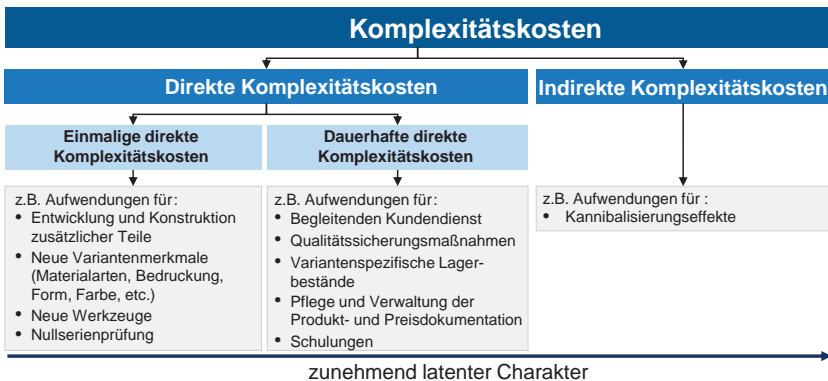 Komplexitätskosten
Direkte Komplexitätskosten
Indirekte Komplexitätskosten
Einmalige direkte
Komplexitätskosten
Dauerhafte direkte
Komplexitätskosten
z.B. Aufwendungen für:
• Entwicklung und Konstruktion
zusätzlicher Teile
• Neue Variantenmerkmale
(Materialarten, Bedruckung,
Form, Farbe, etc.)
• Neue Werkzeuge
• Nullserienprüfung
z.B. Aufwendungen für:
• Begleitenden Kundendienst
• Qualitätssicherungsmaßnahmen
• Variantenspezifische Lager-
bestände
• Pflege und Verwaltung der
Produkt- und Preisdokumentation
• Schulungen
z.B. Aufwendungen für :
• Kannibalisierungseffekte
zunehmend latenter Charakter